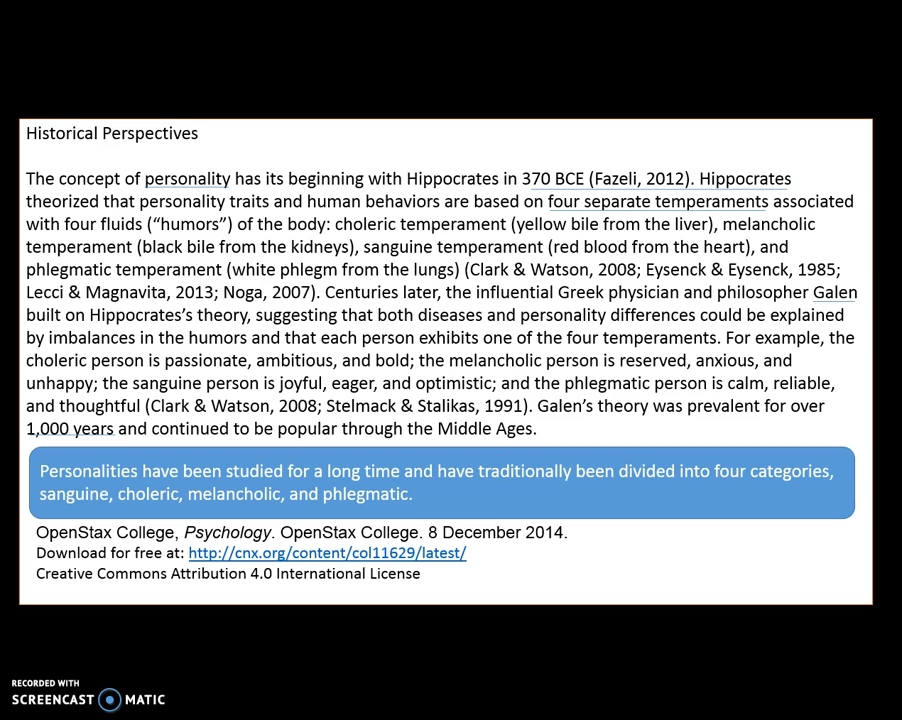 Historical Perspectives
The concept of personality has its beginning with Hippocrates in 370 BCE (Fazeli, 2012). Hippocrates
theorized that personality traits and human behaviors are based on four separate temperaments associated
with four fluids (“humors”) of the body: choleric temperament (yellow bile from the liver), melancholic
temperament (black bile from the kidneys), sanguine temperament (red blood from the heart), and
phlegmatic temperament (white phlegm from the lungs) (Clark & Watson, 2008; Eysenck & Eysenck, 1985;
Lecci & Magnavita, 2013; Noga, 2007). Centuries later, the influential Greek physician and philosopher Galen
built on Hippocrates’s theory, suggesting that both diseases and personality differences could be explained
by imbalances in the humors and that each person exhibits one of the four temperaments. For example, the
choleric person is passionate, ambitious, and bold; the melancholic person is reserved, anxious, and
unhappy; the sanguine person is joyful, eager, and optimistic; and the phlegmatic person is calm, reliable,
and thoughtful (Clark & Watson, 2008; Stelmack & Stalikas, 1991). Galen’s theory was prevalent for over
1,000 years and continued to be popular through the Middle Ages.
Personalities have been studied for a long time and have traditionally been divided into four categories,
sanguine, choleric, melancholic, and phlegmatic.
OpenStax College, Psychology. OpenStax College. 8 December 2014.
Download for free at: http://cnx.org/content/col11629/latest/
Creative Commons Attribution 4.0 International License
RECORDED WITH
SCREENCAST MATIC